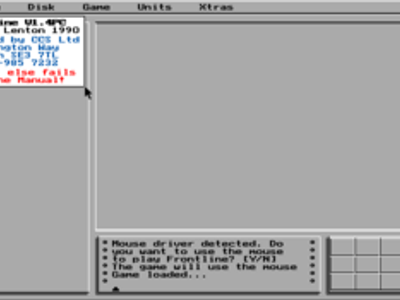 Disk Game Units Xtras
ine V1.4PC
Lenton 1990
d by CCS Ltd
ngton Way
n SE3 7TL
-985 7232
else fails
he Manual!
Mouse driver detected. Do
you want to use the mouse
to play Frontline? [Y/N]
The game will use the mouse
Game loaded...